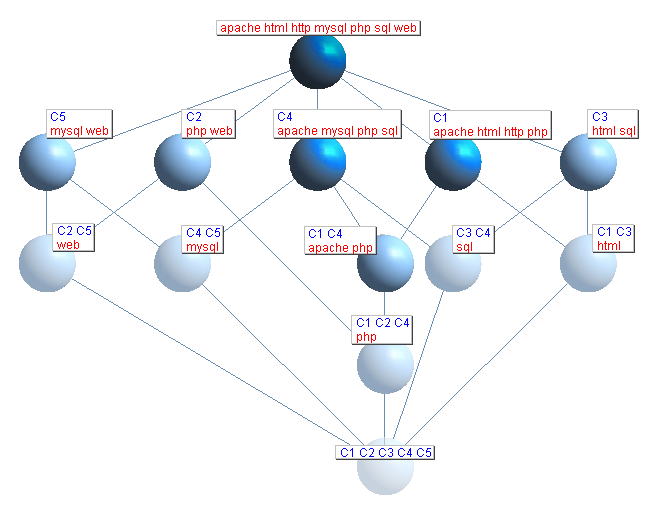 apache html http mysql php sql web
C5
mysql web
C2
php web
C4
apache mysql php sql
C1
apache html http php
C3
html sql
C2 C5
web
C4 C5
mysql
C1 C4
apache php
C3 C4
sql
C1 C3
html
C1 C2 C4
php
C1 C2 C3 C4 C5